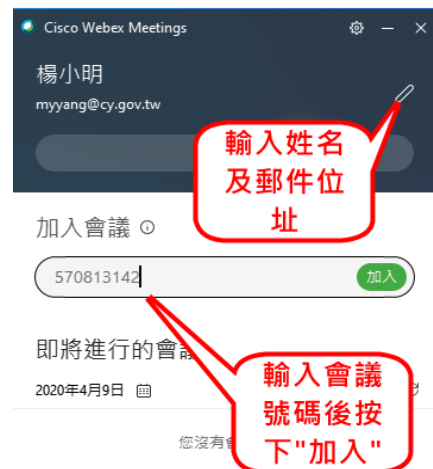 Cisco Webex Meetings
楊小明
myyang@cy.gov.tw
輸入姓名
及郵件位
址
加入會議
570813142
加入
即將進行的會
2020年4月9日
輸入會議
號碼後按
下"加入"
您沒有